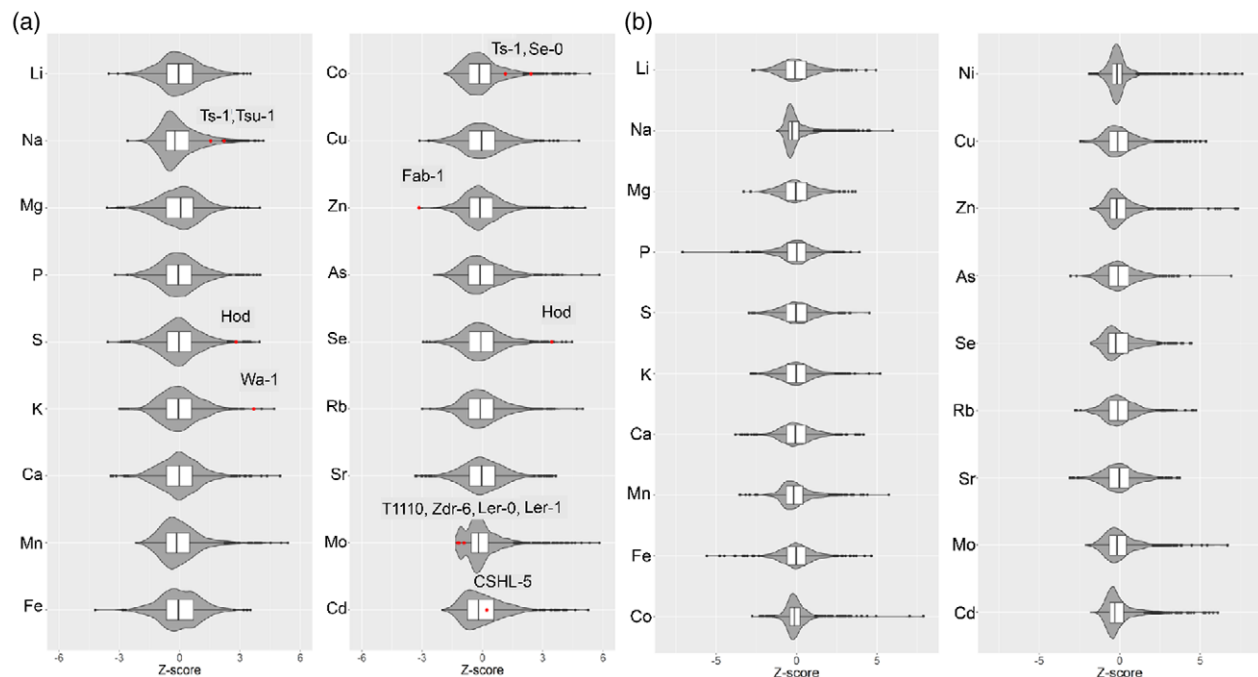 (a)
Li
Na
Ts-1,Tsu-1
Mg
P
S
Hod
K
Wa-1
Ca
Mn
Fe
-6 -3 0 3 6
Z-score
Co
Ts-1, Se-0
Cu
Zn
Fab-1
As
Se
Hod
Rb
Sr
T1110, Zdr-6, Ler-0, Ler-1
Mo
CSHL-5
Cd
-6 -3 0 3 6
Z-score
(b)
Li
Na
Mg
P
S
K
Ca
Mn
Fe
Co
-5 0 5
Z-score
Ni
Cu
Zn
As
Se
Rb
Sr
Mo
Cd
-5 0 5
Z-score